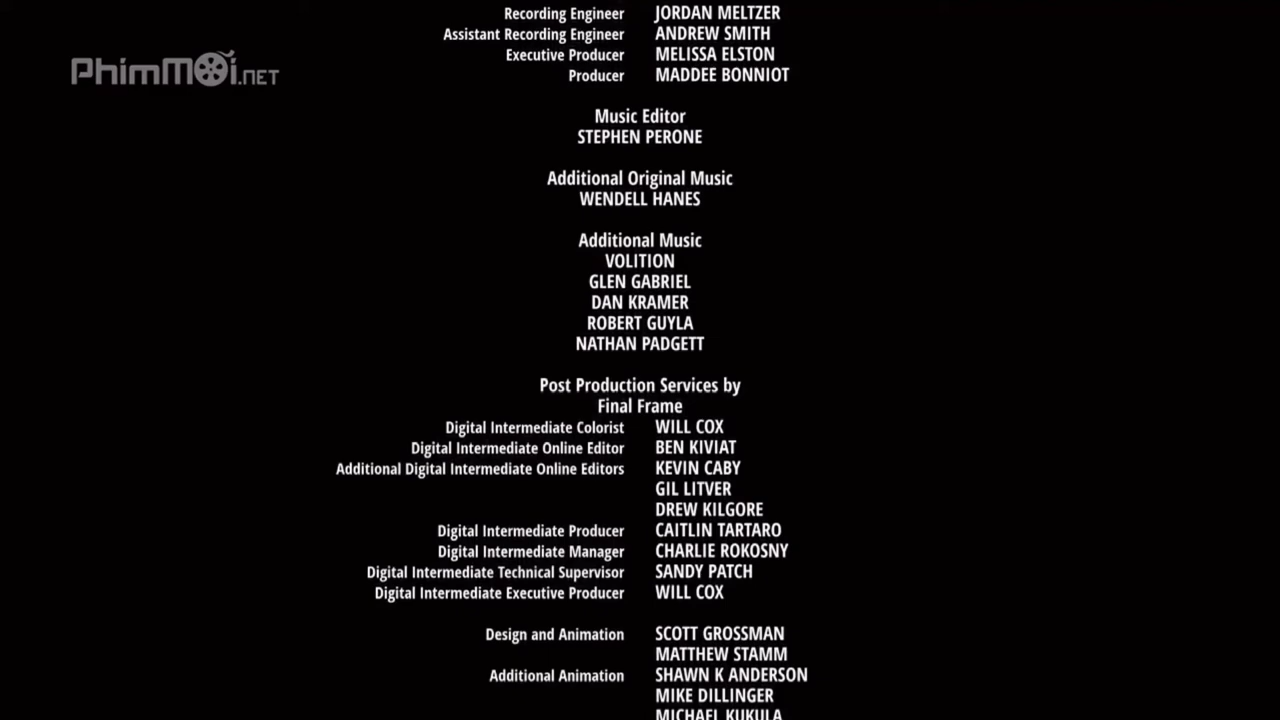 Recording Engineer JORDAN MELTZER
Assistant Recording Engineer ANDREW SMITH
Executive Producer MELISSA ELSTON
Producer MADDEE BONNIOT
PhimMới.NET
Music Editor
STEPHEN PERONE
Additional Original Music
WENDELL HANES
Additional Music
VOLITION
GLEN GABRIEL
DAN KRAMER
ROBERT GUYLA
NATHAN PADGETT
Post Production Services by
Final Frame
Digital Intermediate Colorist WILL COX
Digital Intermediate Online Editor BEN KIVIAT
Additional Digital Intermediate Online Editors KEVIN CABY
GIL LITVER
DREW KILGORE
Digital Intermediate Producer CAITLIN TARTARO
Digital Intermediate Manager CHARLIE ROKOSNY
Digital Intermediate Technical Supervisor SANDY PATCH
Digital Intermediate Executive Producer WILL COX
Design and Animation SCOTT GROSSMAN
MATTHEW STAMM
Additional Animation SHAWN K ANDERSON
MIKE DILLINGER
MICHAEL KUKULA